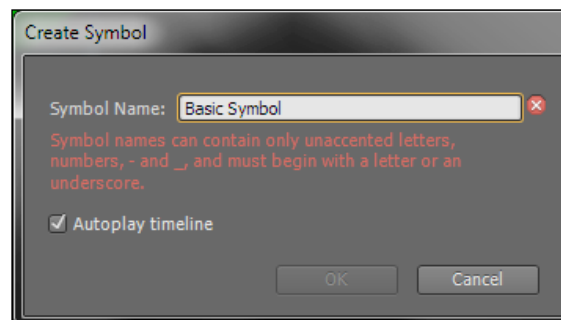 Create Symbol
Symbol Name: Basic Symbol
Symbol names can contain only unaccented letters,
numbers, - and _, and must begin with a letter or an
underscore.
Autoplay timeline
OK Cancel